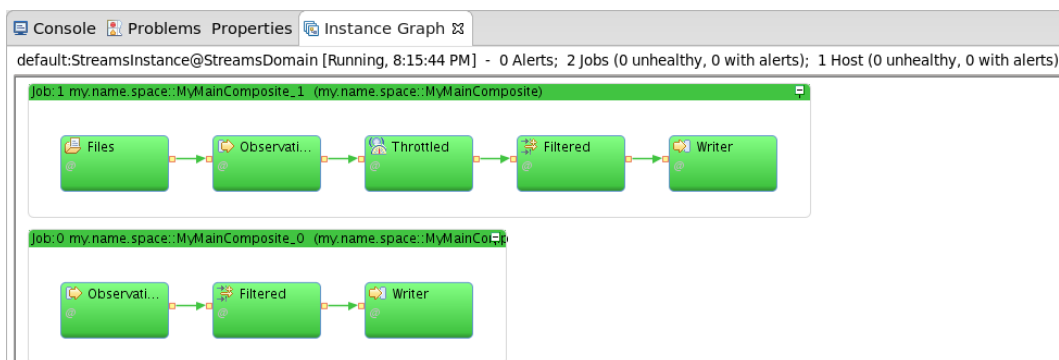 Console Problems Properties Instance Graph
default:StreamsInstance@StreamsDomain [Running, 8:15:44 PM] - 0 Alerts; 2 Jobs (0 unhealthy, 0 with alerts); 1 Host (0 unhealthy, 0 with alerts)
Job:1 my.name.space::MyMainComposite_1 (my.name.space::MyMainComposite)
Files Observati... Throttled Filtered Writer
@ @ @ @ @
Job:0 my.name.space::MyMainComposite_0 (my.name.space::MyMainComp
Observati... Filtered Writer
@ @ @